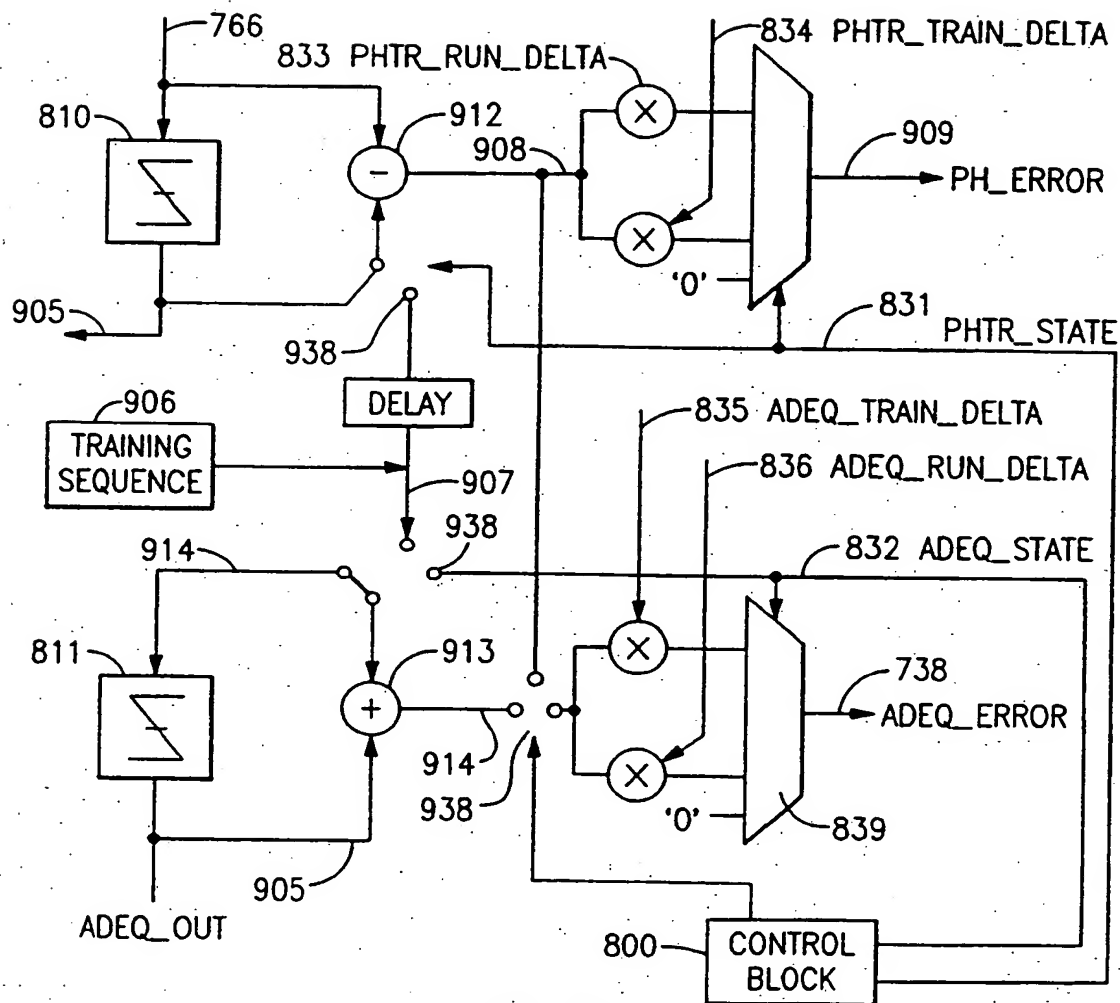 766
834 PHTR_TRAIN_DELTA
833 PHTR_RUN_DELTA
810
912
×
908
909
-
PH_ERROR
×
'0'
905
831
PHTR_STATE
938
DELAY
906
TRAINING
SEQUENCE
835 ADEQ_TRAIN_DELTA
836 ADEQ_RUN_DELTA
907
938
832 ADEQ_STATE
914
811
913
×
738
+
ADEQ_ERROR
914
×
938
'0'
839
905
ADEQ_OUT
800
CONTROL
BLOCK